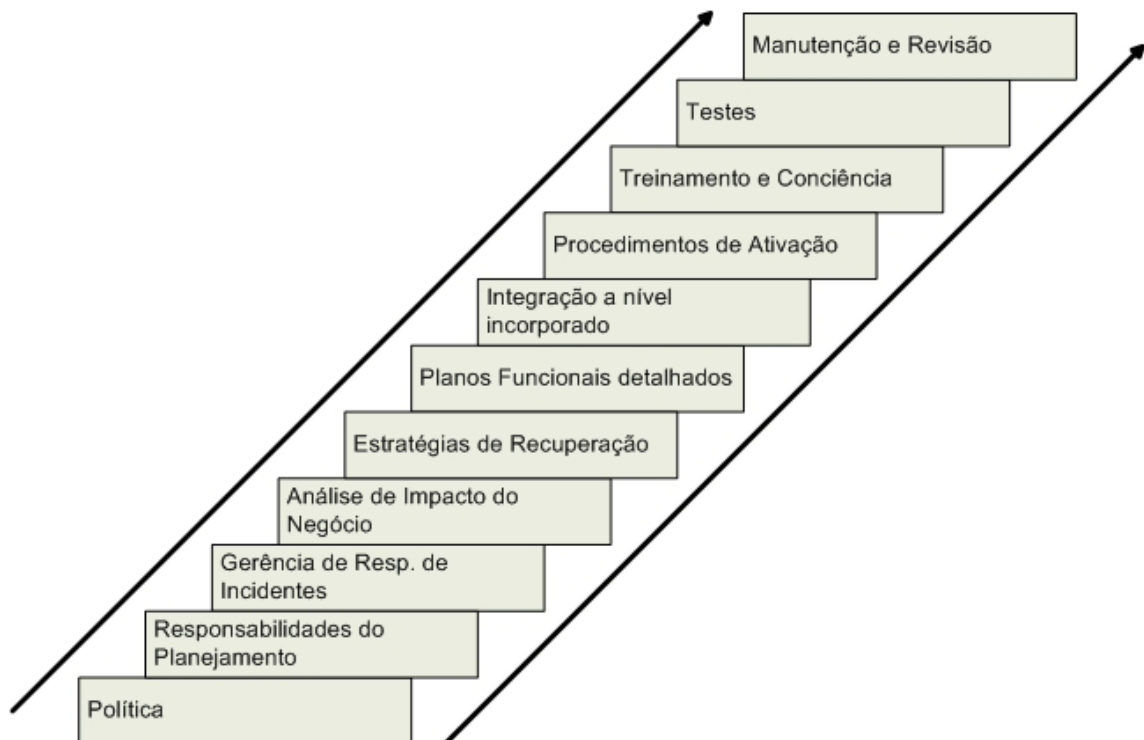 Manutenção e Revisão
Testes
Treinamento e Conciência
Procedimentos de Ativação
Integração a nível
incorporado
Planos Funcionais detalhados
Estratégias de Recuperação
Análise de Impacto do
Negócio
Gerência de Resp. de
Incidentes
Responsabilidades do
Planejamento
Política